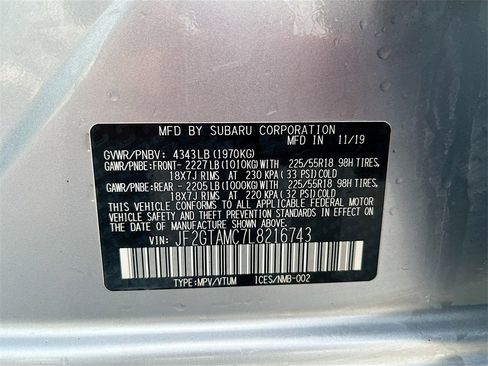 MFD BY SUBARU CORPORATION
MFD IN 11/19
GVWR/PNBV: 4343LB(1970KG)
GAWR/PNBE:FRONT- 2227LB(1010KG)WITH 225/55R18 98H TIRES,
18X7J RIMS AT 230 KPA(33 PSI)COLD
GAWR/PNBE:REAR - 2205LB(1000KG)WITH 225/55R18 98H TIRES,
18X7J RIMS AT 220 KPA(32 PSI)COLD
THIS VEHICLE CONFORMS TO ALL APPLICABLE FEDERAL MOTOR
VEHICLE SAFETY AND THEFT PREVENTION STANDARDS IN EFFECT
ON THE DATE OF MANUFACTURE SHOWN ABOVE.
VIN: JF2GTAMC7L8216743
TYPE:MPV/VTUM ICES/NMB-002